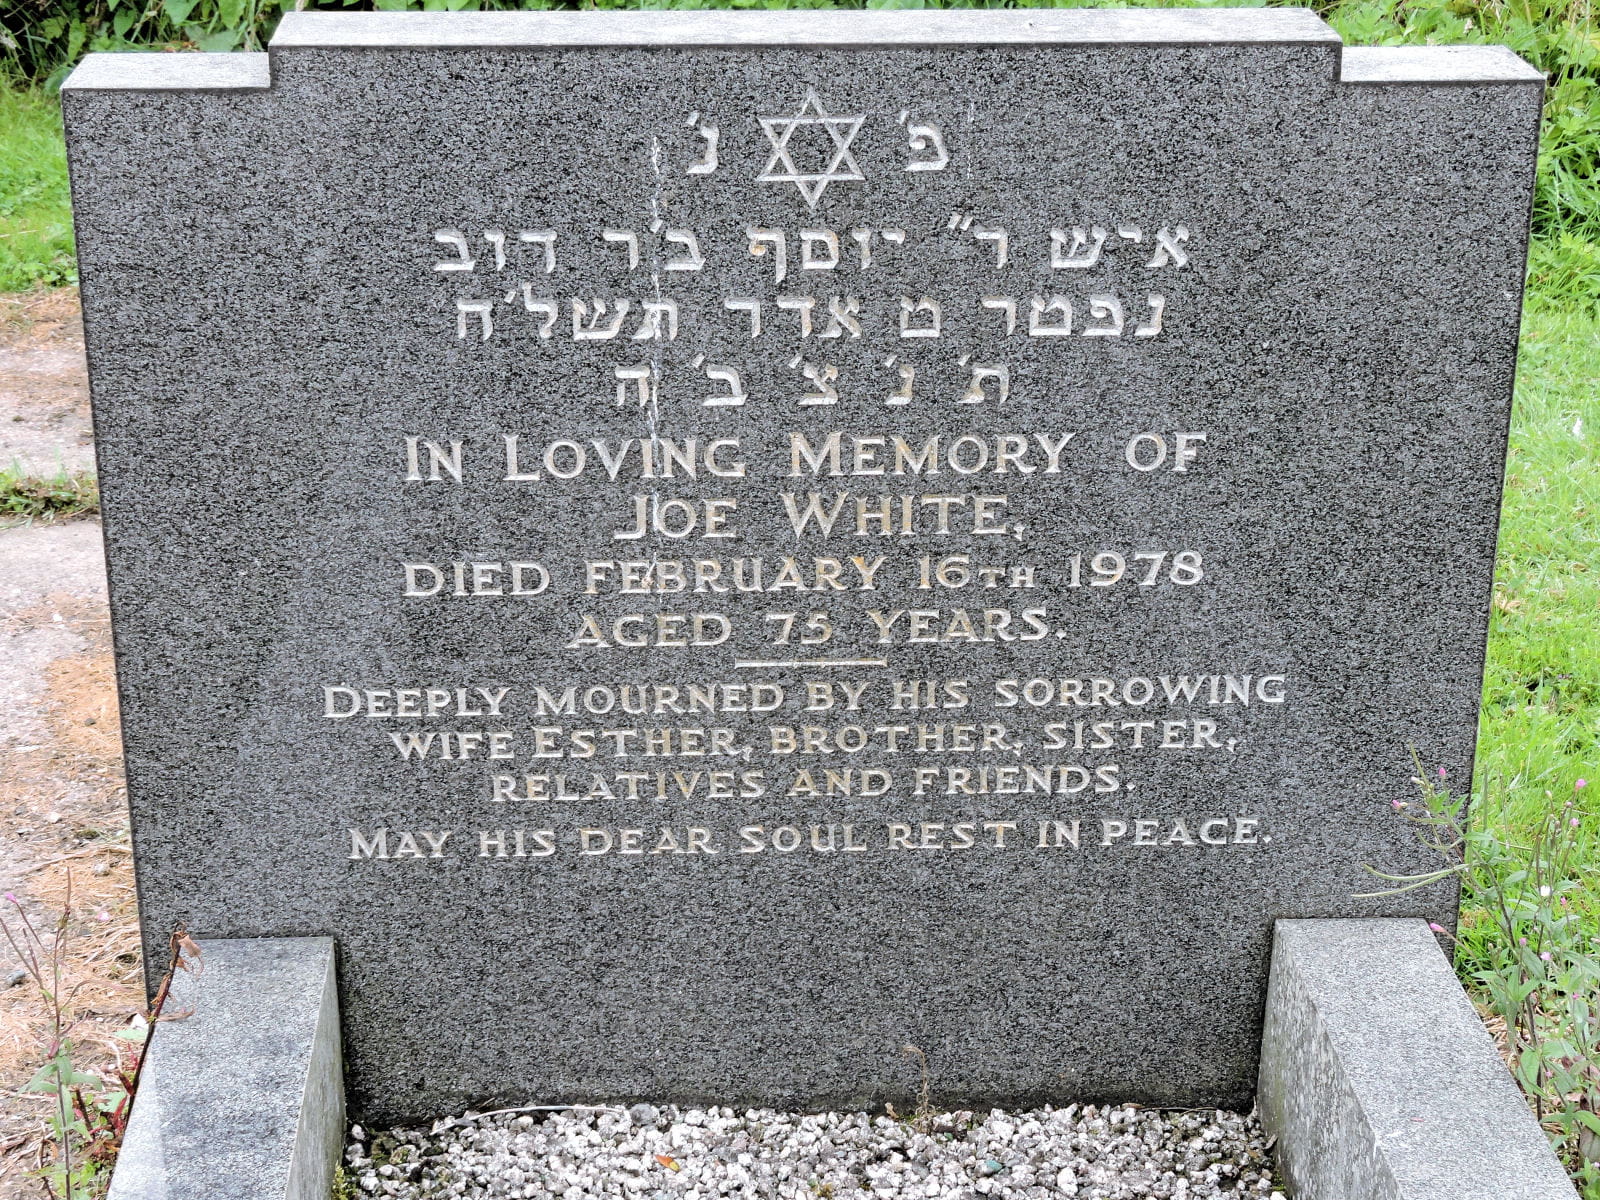 פ׳ נ׳
איש ר״ יוסף ב׳ר דוב
נפטר ט אדר תשל׳ח
ת׳ נ׳ צ׳ ב׳ ה
IN LOVING MEMORY OF
JOE WHITE,
DIED FEBRUARY 16TH 1978
AGED 75 YEARS.
DEEPLY MOURNED BY HIS SORROWING
WIFE ESTHER, BROTHER, SISTER,
RELATIVES AND FRIENDS.
MAY HIS DEAR SOUL REST IN PEACE.